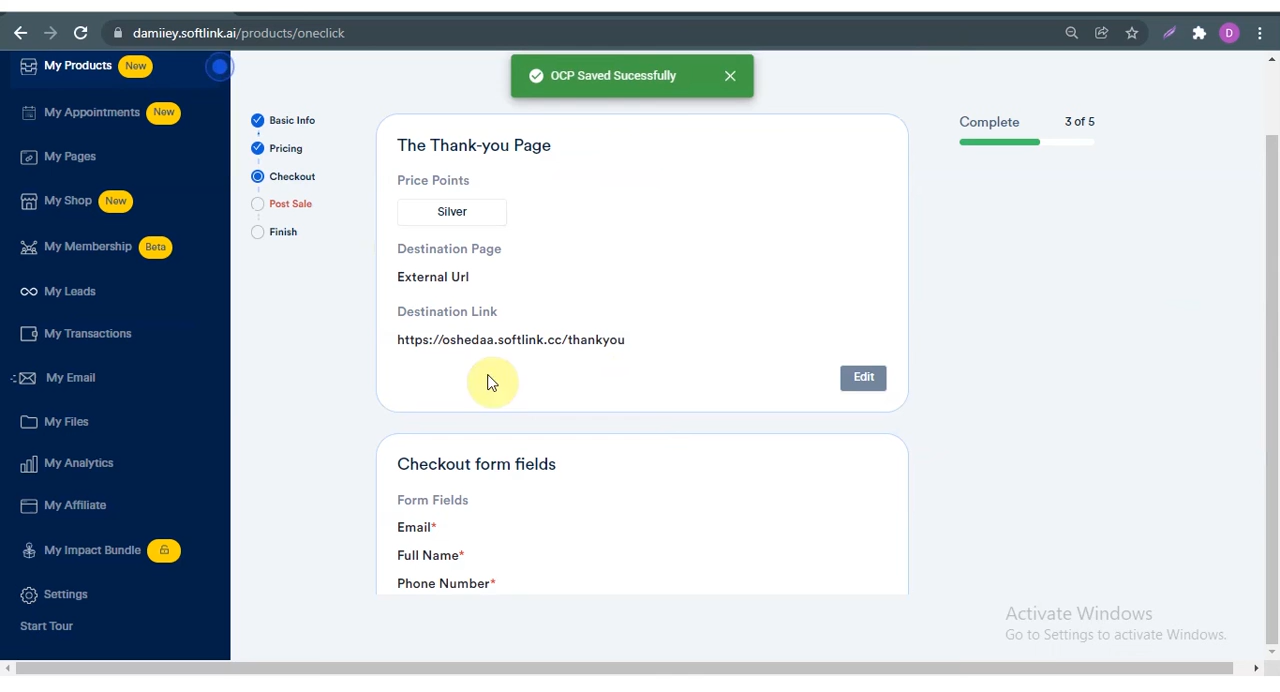 damiiey.softlink.ai/products/oneclick
D
My Products New
My Appointments New
My Pages
My Shop New
My Membership Beta
My Leads
My Transactions
My Email
My Files
My Analytics
My Affiliate
My Impact Bundle
Settings
Start Tour
OCP Saved Sucessfully
Basic Info
Pricing
Checkout
Post Sale
Finish
The Thank-you Page
Price Points
Silver
Destination Page
External Url
Destination Link
https://oshedaa.softlink.cc/thankyou
Edit
Checkout form fields
Form Fields
Email*
Full Name*
Phone Number*
Complete 3 of 5
Activate Windows
Go to Settings to activate Windows.